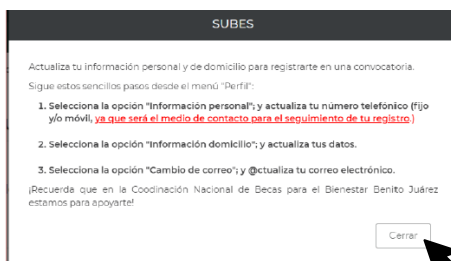 SUBES
Actualiza tu información personal y de domicilio para registrarte en una convocatoria.
Sigue estos sencillos pasos desde el menú "Perfil":
1. Selecciona la opción "Información personal"; y actualiza tu número telefónico (fijo
y/o móvil, ya que será el medio de contacto para el seguimiento de tu registro.)
2. Selecciona la opción "Información domicilio"; y actualiza tus datos.
3. Selecciona la opción "Cambio de correo"; y @ctualiza tu correo electrónico.
¡Recuerda que en la Coodinación Nacional de Becas para el Bienestar Benito Juárez
estamos para apoyarte!
Cerrar